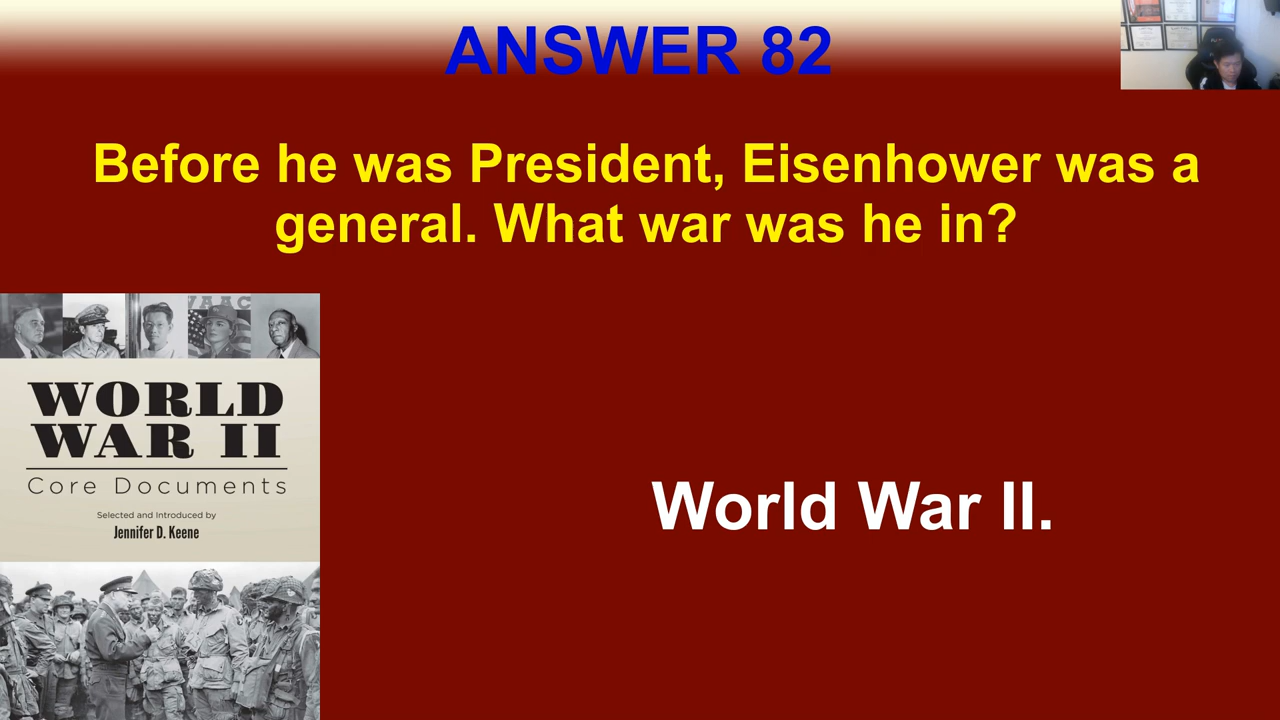 ANSWER 82
Before he was President, Eisenhower was a
general. What war was he in?
WAAC
WORLD
WAR II
Core Documents
Selected and Introduced by
Jennifer D. Keene
World War II.